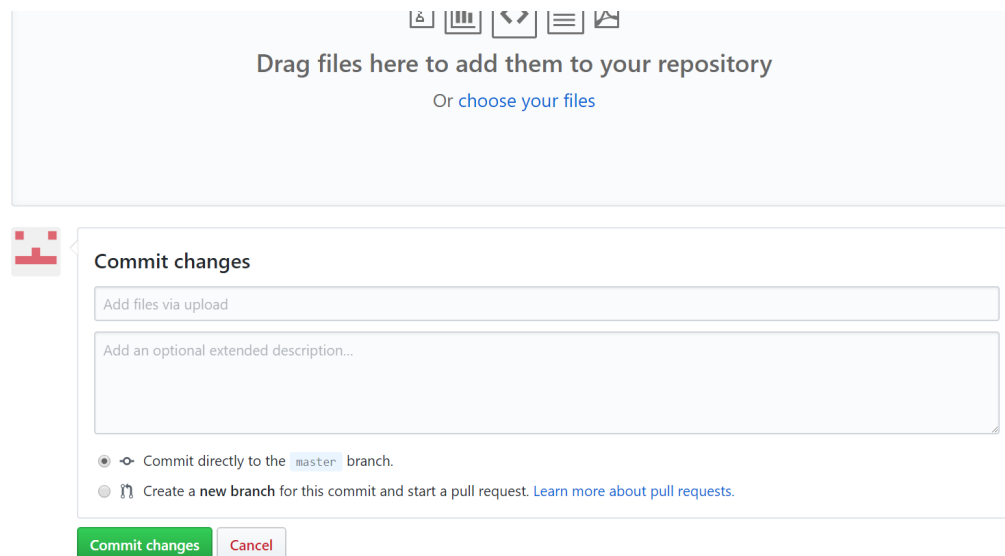 Drag files here to add them to your repository
Or choose your files
Commit changes
Add files via upload
Add an optional extended description...
Commit directly to the master branch.
Create a new branch for this commit and start a pull request. Learn more about pull requests.
Commit changes Cancel